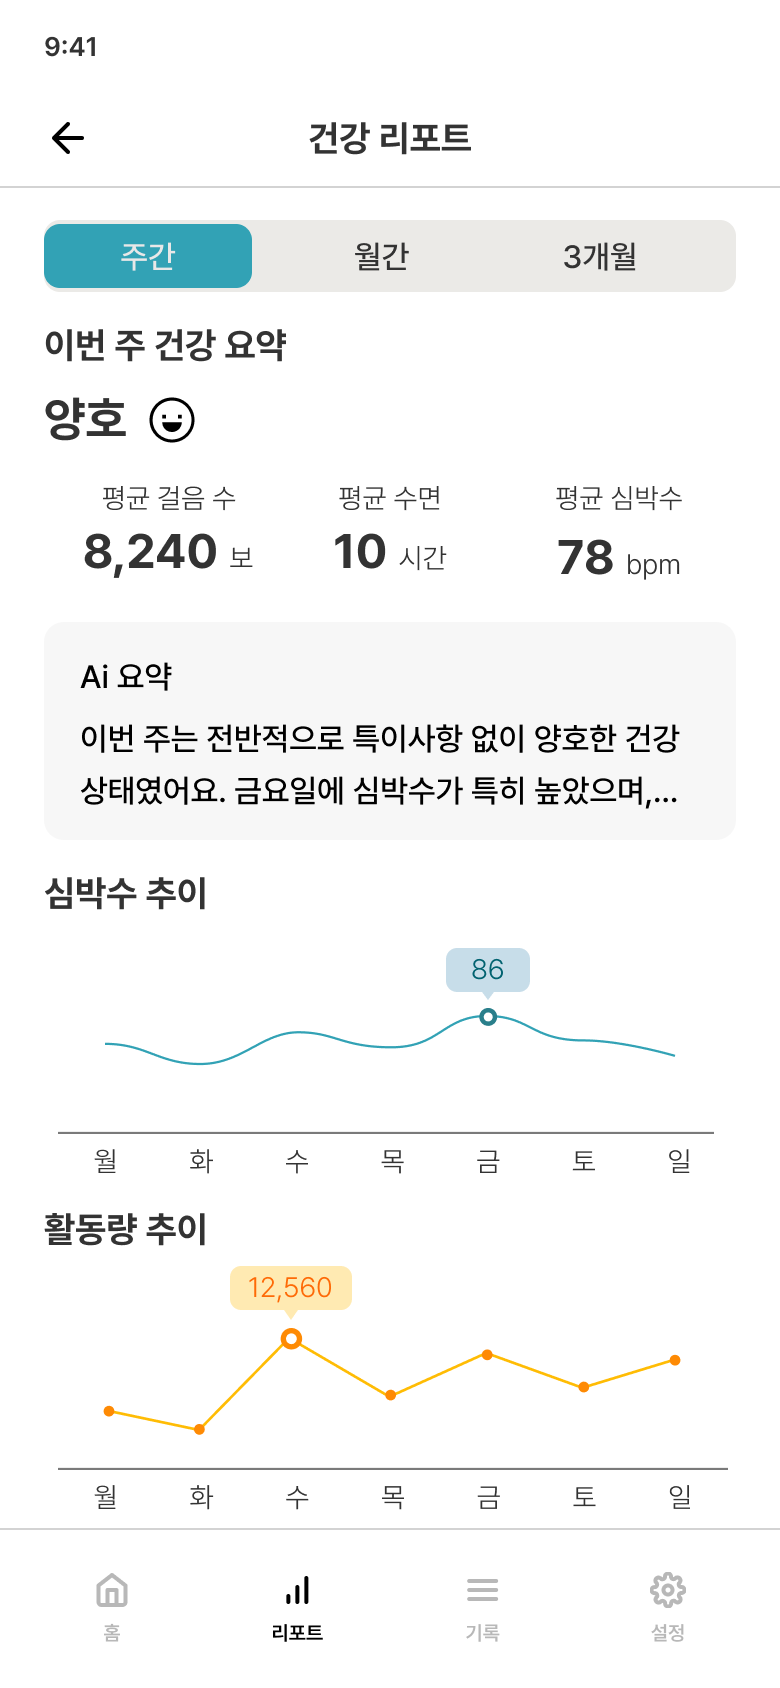 9:41
건강 리포트
주간 월간 3개월
이번 주 건강 요약
양호
평균 걸음 수 평균 수면 평균 심박수
8,240 보 10 시간 78 bpm
Ai 요약
이번 주는 전반적으로 특이사항 없이 양호한 건강
상태였어요. 금요일에 심박수가 특히 높았으며,...
심박수 추이
86
월 화 수 목 금 토 일
활동량 추이
12,560
월 화 수 목 금 토 일
홈 리포트 기록 설정